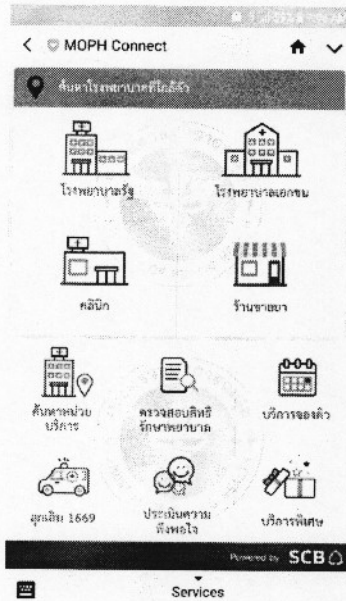 MOPH Connect
ค้นหาโรงพยาบาลที่ใกล้ตัว
โรงพยาบาลรัฐ
โรงพยาบาลเอกชน
คลินิก
ร้านขายยา
ค้นหาหน่วย
บริการ
ตรวจสอบสิทธิ
รักษาพยาบาล
บริการจองคิว
ฉุกเฉิน 1669
ประเมินความ
พึงพอใจ
บริการพิเศษ
Powered by SCB
Services